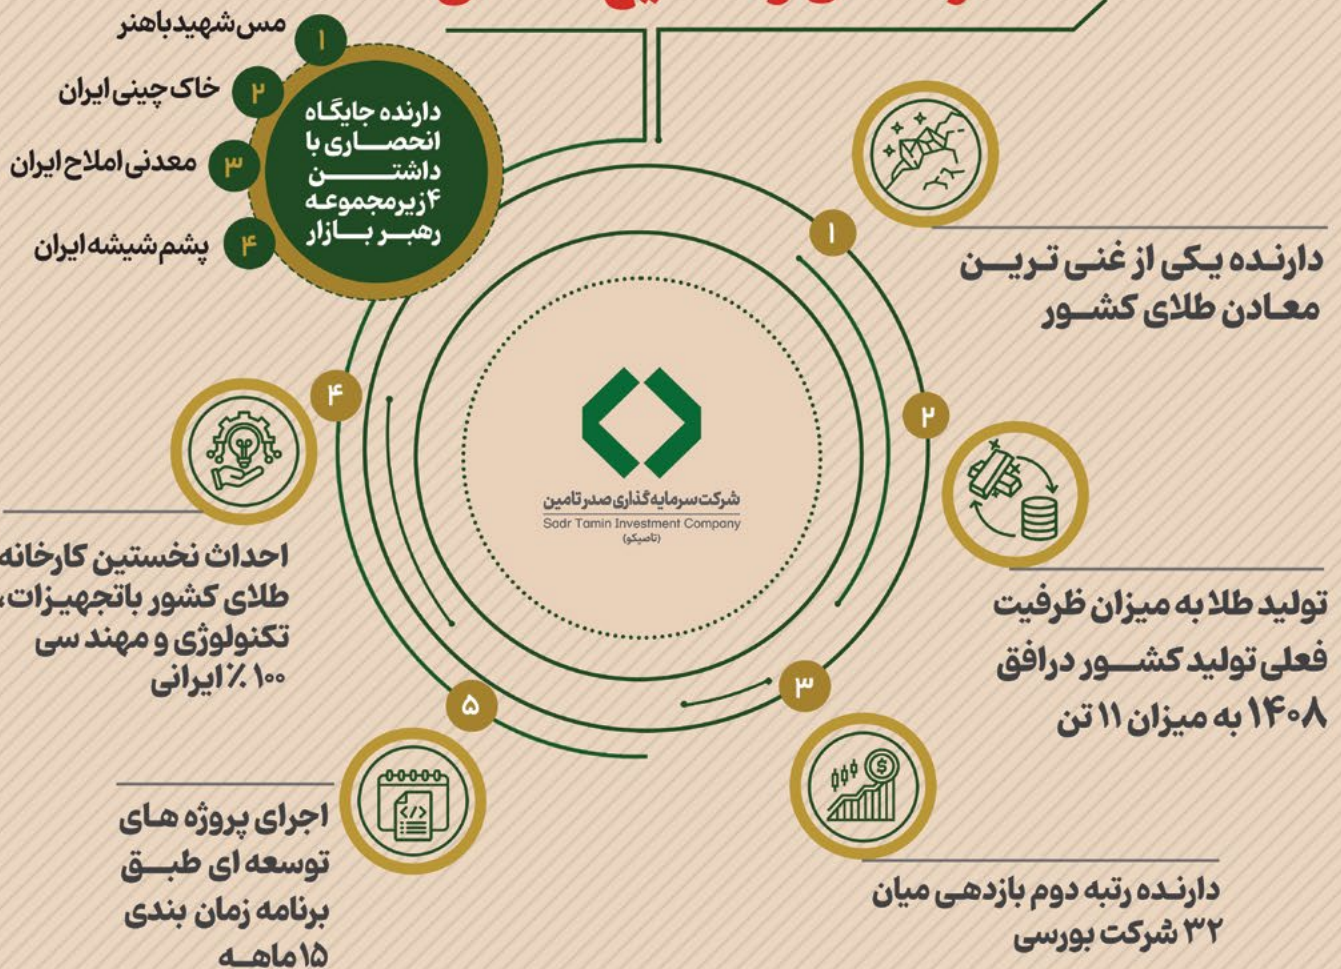 ۱
مس شهید باهنر
۲
خاک چینی ایران
۳
معدنی املاح ایران
۴
پشم شیشه ایران
دارنده جایگاه
انحصاری با
داشتن
۴ زیرمجموعه
رهبر بازار
۱
دارنده یکی از غنی ترین
معادن طلای کشور
۲
تولید طلا به میزان ظرفیت
فعلی تولید کشور درافق
۱۴۰۸ به میزان ۱۱ تن
۳
دارنده رتبه دوم بازدهی میان
۳۲ شرکت بورسی
۴
احداث نخستین کارخانه
طلای کشور باتجهیزات،
تکنولوژی و مهند سی
۱۰۰ ٪ ایرانی
۵
اجرای پروژه های
توسعه ای طبق
برنامه زمان بندی
۱۵ ماهه
شرکت سرمایه گذاری صدر تامین
Sadr Tamin Investment Company
(تاصیکو)